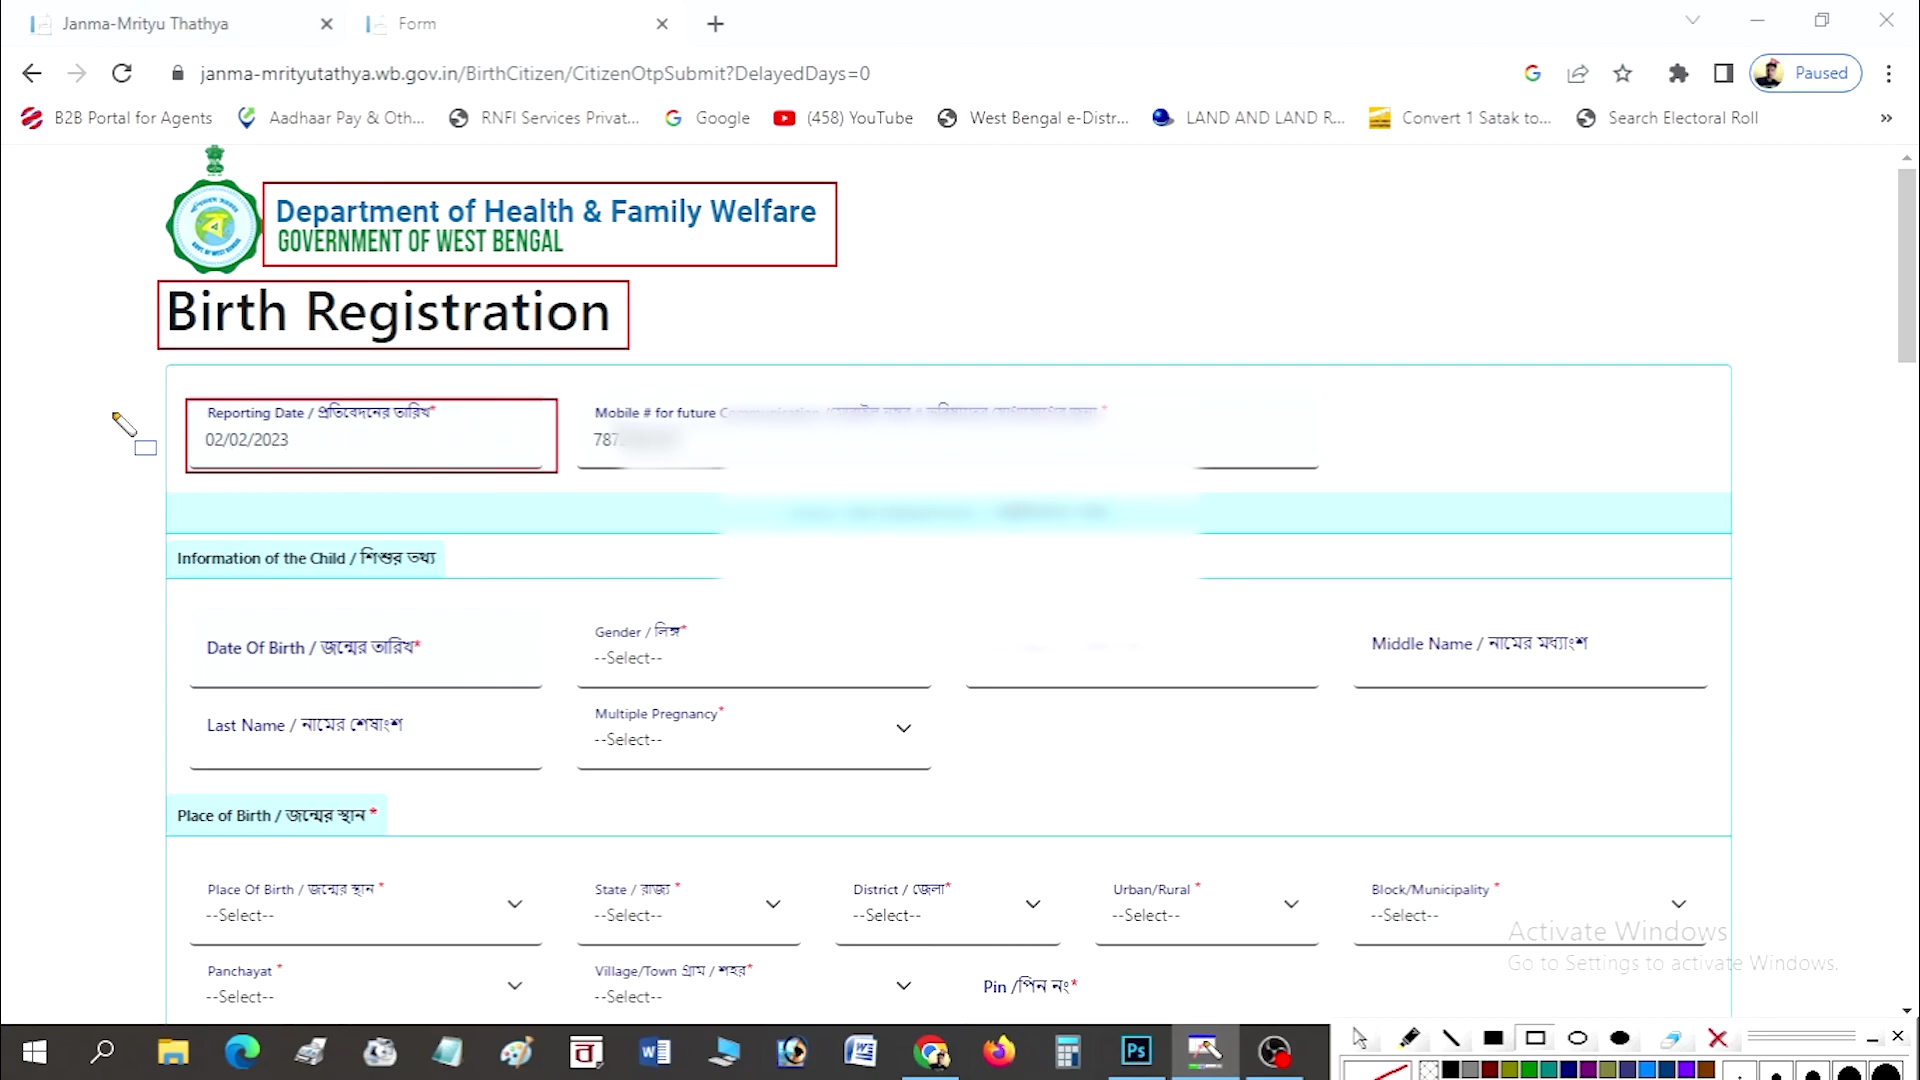 Janma-Mrityu Thathya
Form
janma-mrityutathya.wb.gov.in/BirthCitizen/CitizenOtpSubmit?DelayedDays=0
Paused
B2B Portal for Agents
Aadhaar Pay & Oth...
RNFI Services Privat...
Google
(458) YouTube
West Bengal e-Distr...
LAND AND LAND R...
Convert 1 Satak to...
Search Electoral Roll
Department of Health & Family Welfare
GOVERNMENT OF WEST BENGAL
Birth Registration
Reporting Date / প্রতিবেদনের তারিখ*
02/02/2023
Mobile # for future
787
Information of the Child / শিশুর তথ্য
Date Of Birth / জন্মের তারিখ*
Gender / লিঙ্গ*
--Select--
Middle Name / নামের মধ্যাংশ
Last Name / নামের শেষাংশ
Multiple Pregnancy*
--Select--
Place of Birth / জন্মের স্থান *
Place Of Birth / জন্মের স্থান *
--Select--
State / রাজ্য *
--Select--
District / জেলা*
--Select--
Urban/Rural *
--Select--
Block/Municipality *
--Select--
Panchayat *
--Select--
Village/Town গ্রাম / শহর*
--Select--
Pin /পিন নং*
Activate Windows
Go to Settings to activate Windows.
Ps